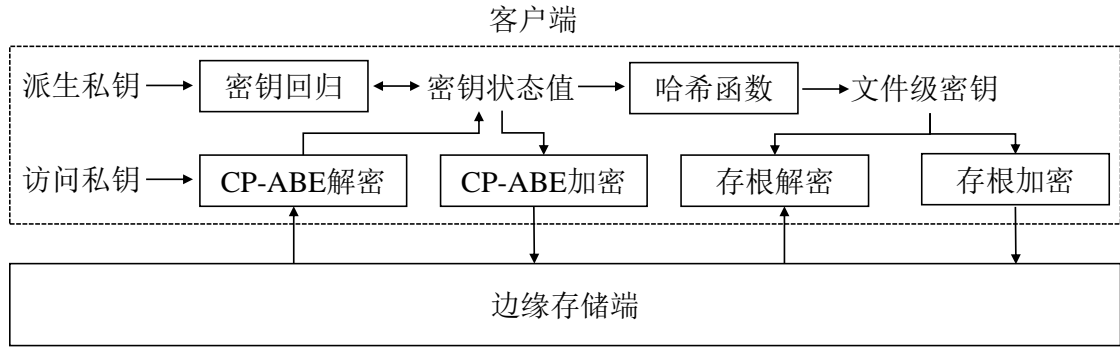 客户端
派生私钥
密钥回归
密钥状态值
哈希函数
文件级密钥
访问私钥
CP-ABE解密
CP-ABE加密
存根解密
存根加密
边缘存储端